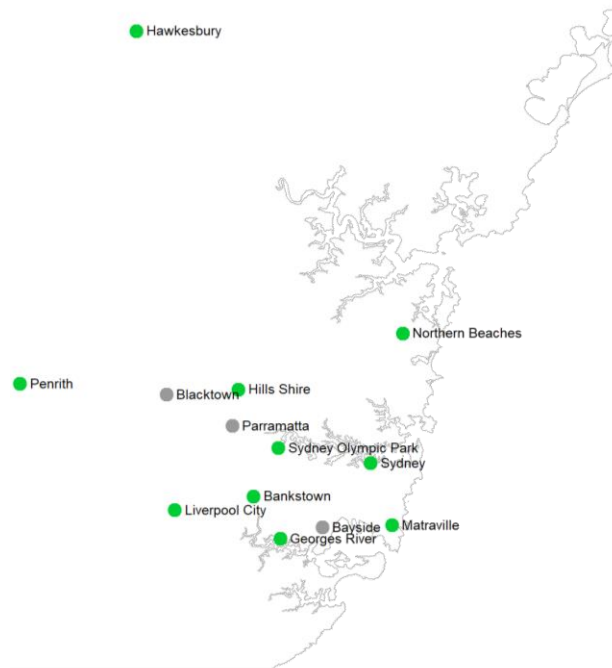 Hawkesbury
Northern Beaches
Penrith
Blacktown
Hills Shire
Parramatta
Sydney Olympic Park
Sydney
Bankstown
Liverpool City
Bayside
Matraville
Georges River